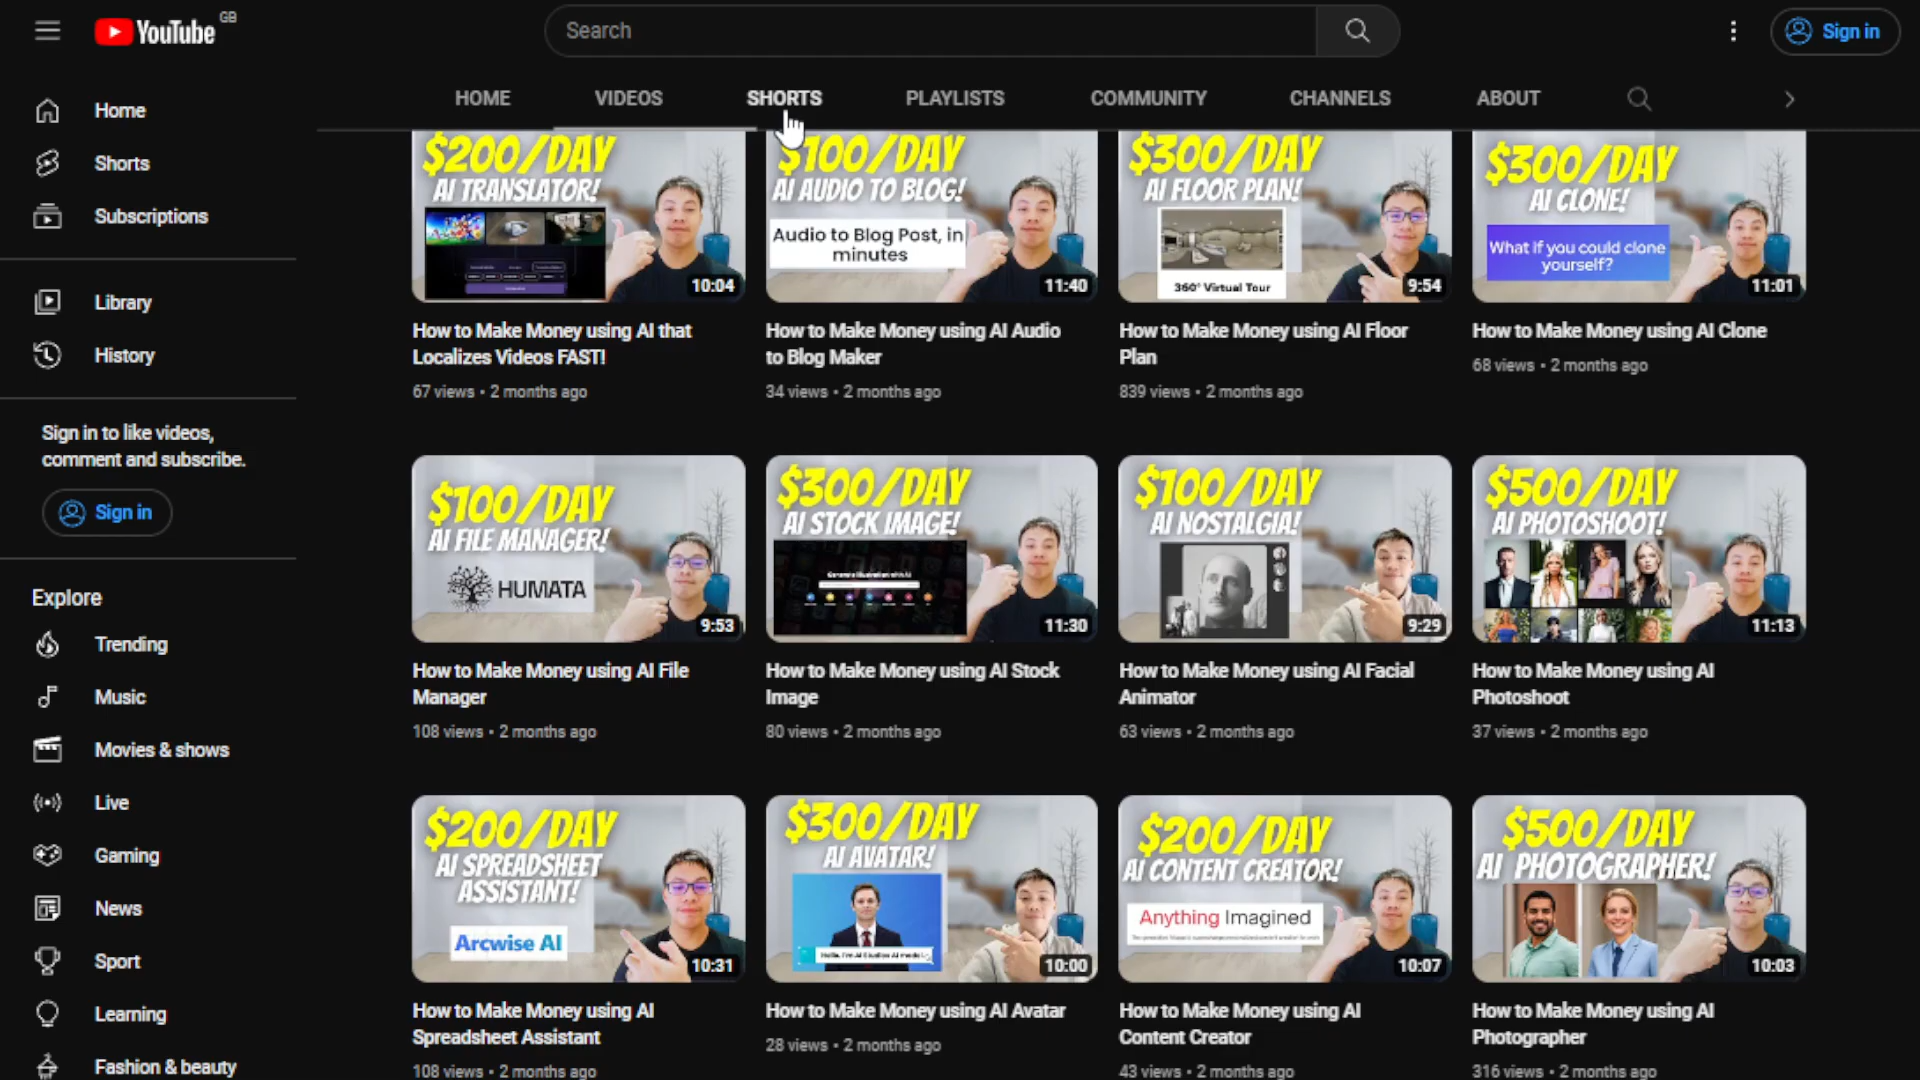 YouTube GB
Search
Sign in
HOME VIDEOS SHORTS PLAYLISTS COMMUNITY CHANNELS ABOUT
Home
Shorts
Subscriptions
Library
History
Sign in to like videos,
comment and subscribe.
Sign in
Explore
Trending
Music
Movies & shows
Live
Gaming
News
Sport
Learning
Fashion & beauty
$200/DAY
AI TRANSLATOR!
10:04
How to Make Money using AI that
Localizes Videos FAST!
67 views • 2 months ago
$100/DAY
AI AUDIO TO BLOG!
Audio to Blog Post, in
minutes
11:40
How to Make Money using AI Audio
to Blog Maker
34 views • 2 months ago
$300/DAY
AI FLOOR PLAN!
360° Virtual Tour
9:54
How to Make Money using AI Floor
Plan
839 views • 2 months ago
$300/DAY
AI CLONE!
What if you could clone
yourself?
11:01
How to Make Money using AI Clone
68 views • 2 months ago
$100/DAY
AI FILE MANAGER!
HUMATA
9:53
How to Make Money using AI File
Manager
108 views • 2 months ago
$300/DAY
AI STOCK IMAGE!
Generate illustration with AI
11:30
How to Make Money using AI Stock
Image
80 views • 2 months ago
$100/DAY
AI NOSTALGIA!
9:29
How to Make Money using AI Facial
Animator
63 views • 2 months ago
$500/DAY
AI PHOTOSHOOT!
11:13
How to Make Money using AI
Photoshoot
37 views • 2 months ago
$200/DAY
AI SPREADSHEET
ASSISTANT!
Arcwise AI
10:31
How to Make Money using AI
Spreadsheet Assistant
108 views • 2 months ago
$300/DAY
AI AVATAR!
Hello, I'm AI Studios AI model
10:00
How to Make Money using AI Avatar
28 views • 2 months ago
$200/DAY
AI CONTENT CREATOR!
Anything Imagined
10:07
How to Make Money using AI
Content Creator
43 views • 2 months ago
$500/DAY
AI PHOTOGRAPHER!
10:03
How to Make Money using AI
Photographer
316 views • 2 months ago